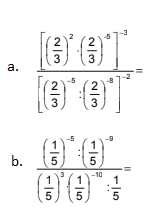 a. [(2/3)² · (2/3)⁻⁵]⁻³ / [(2/3)⁻⁵ : (2/3)⁻⁸]⁻² =
b. (1/5)⁻⁵ : (1/5)⁻⁹ / (1/5)³ · (1/5)⁻¹⁰ : 1/5 =